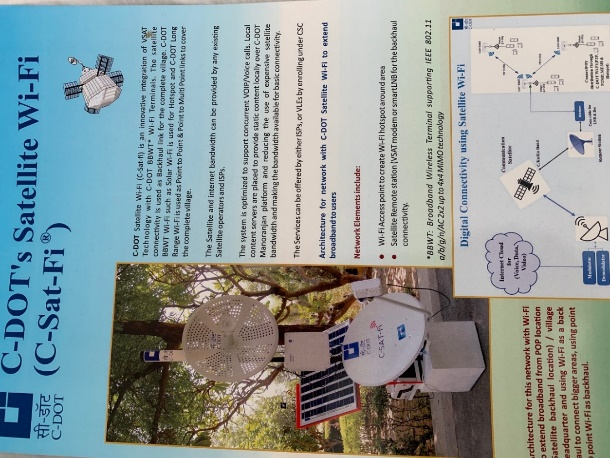 C-DOT's Satellite Wi-Fi
(C-Sat-Fi®)
सी-डॉट
C-DOT
C-DOT Satellite Wi-Fi (C-Sat-fi) is an innovative integration of VSAT
Technology with C-DOT BBWT* Wi-Fi Terminals. The satellite
connectivity is used as Backhaul link for the complete village. C-DOT
BBWT Wi-Fi such as Solar Wi-Fi is used for Hotspot and C-DOT Long
Range Wi-Fi is used as Point to Point & Point to Multi Point links to cover
the complete village.
The Satellite and internet bandwidth can be provided by any existing
Satellite operators and ISPs.
The system is optimized to support concurrent VOIP/Voice calls. Local
content servers are placed to provide static content locally over C-DOT
Manoranjan platform and reducing the use of expensive satellite
bandwidth and making the bandwidth available for basic connectivity.
The Services can be offered by either ISPs, or VLEs by enrolling under CSC
Architecture for network with C-DOT Satellite Wi-Fi to extend
broadband to users
Network Elements include:
• Wi-Fi Access point to create Wi-Fi hotspot around area
• Satellite Remote station (VSAT modem or smartUNB for the backhaul
connectivity.
*BBWT: Broadband Wireless Terminal supporting IEEE 802.11
a/b/g/n/AC 2x2 up to 4x4 MIMO technology
C-SAT-fi
Digital Connectivity using Satellite Wi-Fi
Communication
Satellite
Internet Cloud
for
(Voice, Data,
Video)
rchitecture for this network with Wi-Fi
o extend broadband from POP location
Satellite backhaul location) / village
eadquarter and using Wi-Fi as a back
aul to connect bigger areas, using point
point Wi-Fi as backhaul.